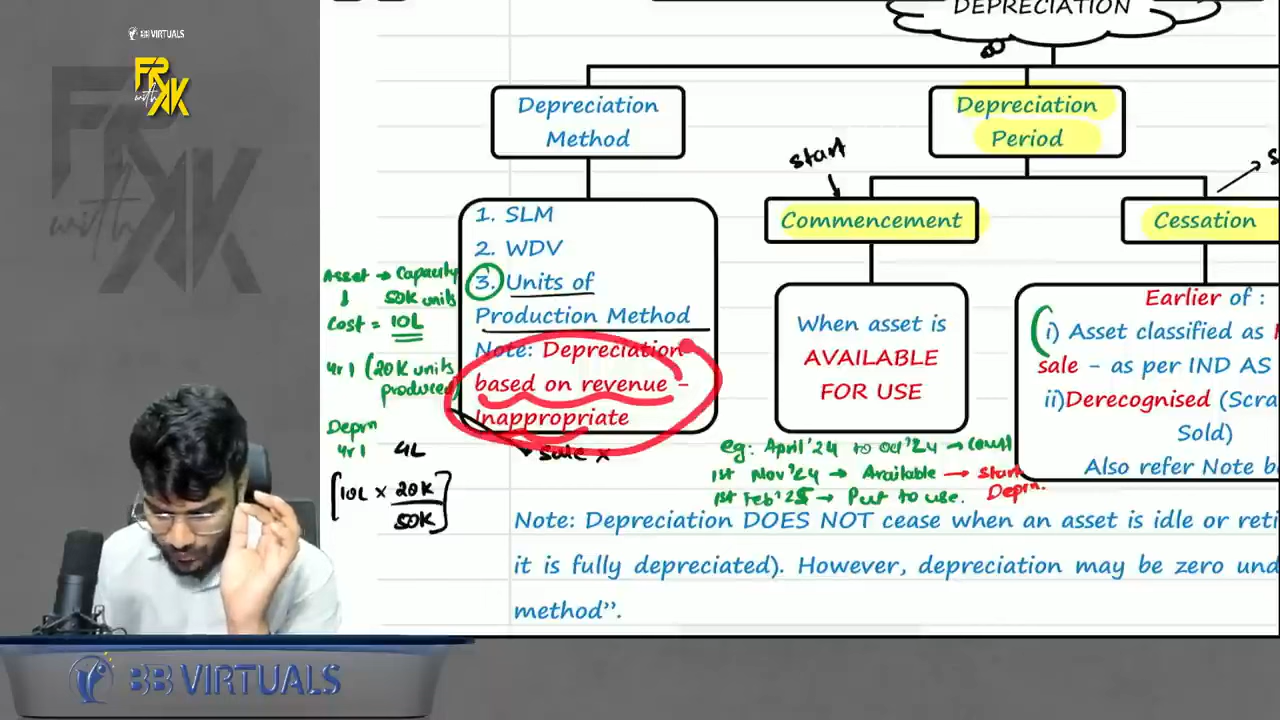 BB VIRTUALS
FR
with
KK
DEPRECIATION
Depreciation
Method
Depreciation
Period
start
Commencement
Cessation
1. SLM
2. WDV
3. Units of
Production Method
Note: Depreciation
based on revenue –
Inappropriate
Asset → Capacity
50K units
Cost = 10L
Yr 1 (20K units
produced)
Deprn
Yr 1 4L
[10L × 20K
50K]
sale x
When asset is
AVAILABLE
FOR USE
Earlier of :
i) Asset classified as
sale - as per IND AS
ii)Derecognised (Scra
Sold)
Also refer Note b
eg: April '24 to Oct '24 → Const
1st Nov '24 → Available → Start
Deprn.
1st Feb '25 → Put to use.
Note: Depreciation DOES NOT cease when an asset is idle or reti
it is fully depreciated). However, depreciation may be zero und
method”.
BB VIRTUALS